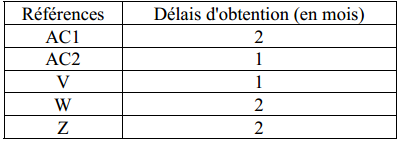 Références Délais d'obtention (en mois)
AC1 2
AC2 1
V 1
W 2
Z 2